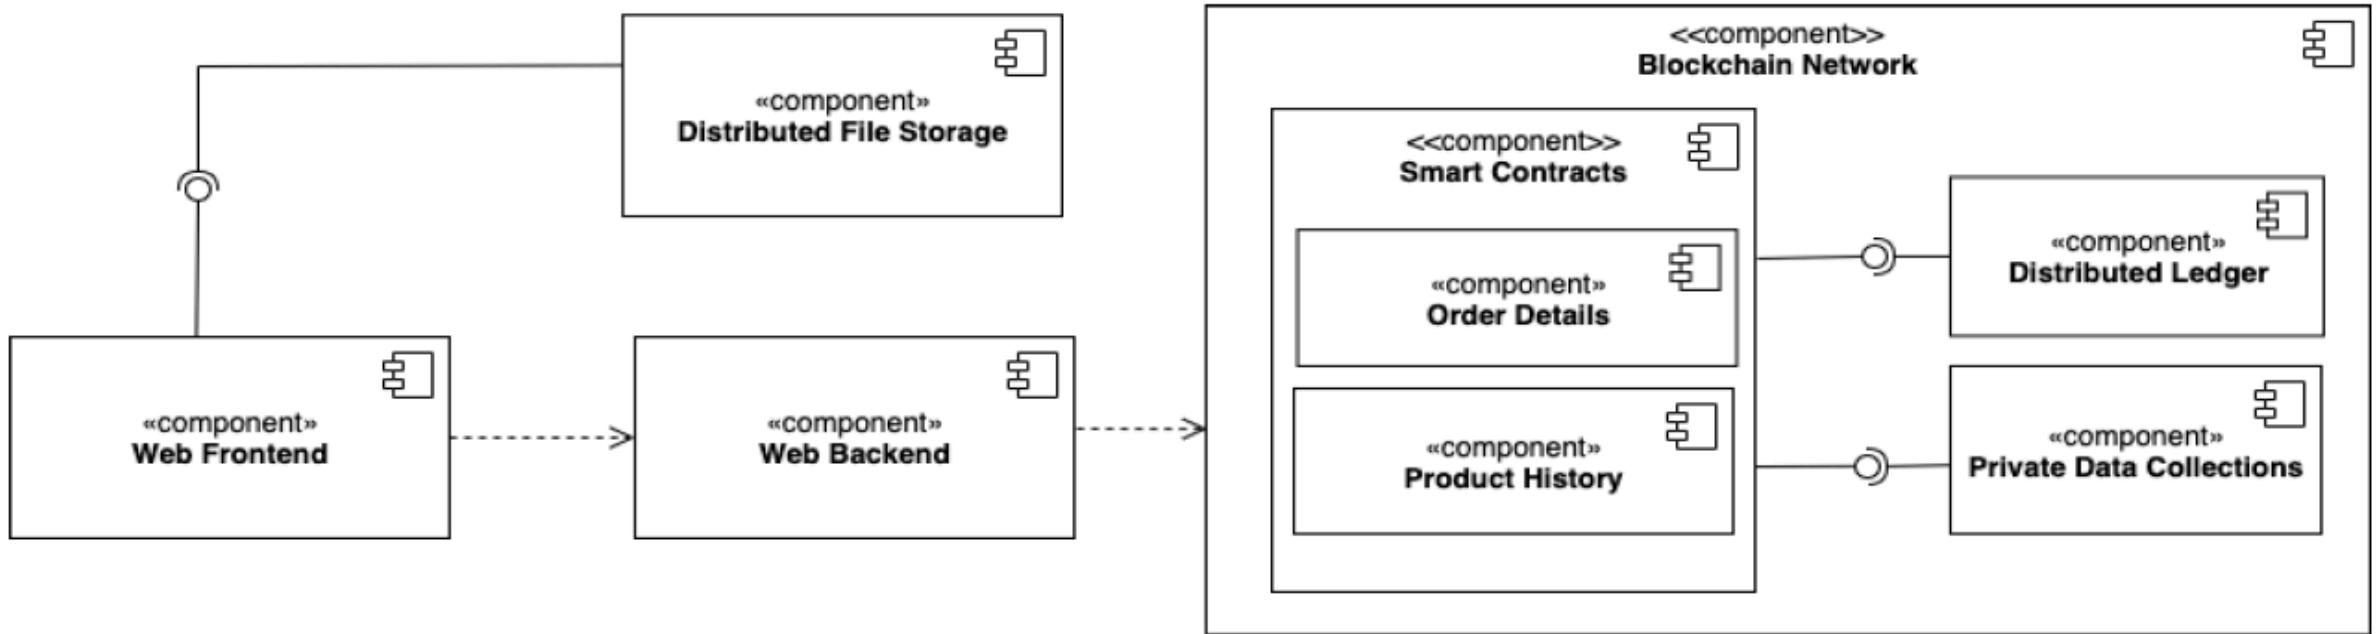 «component»
Distributed File Storage
«component»
Web Frontend
«component»
Web Backend
<<component>>
Blockchain Network
<<component>>
Smart Contracts
«component»
Order Details
«component»
Product History
«component»
Distributed Ledger
«component»
Private Data Collections